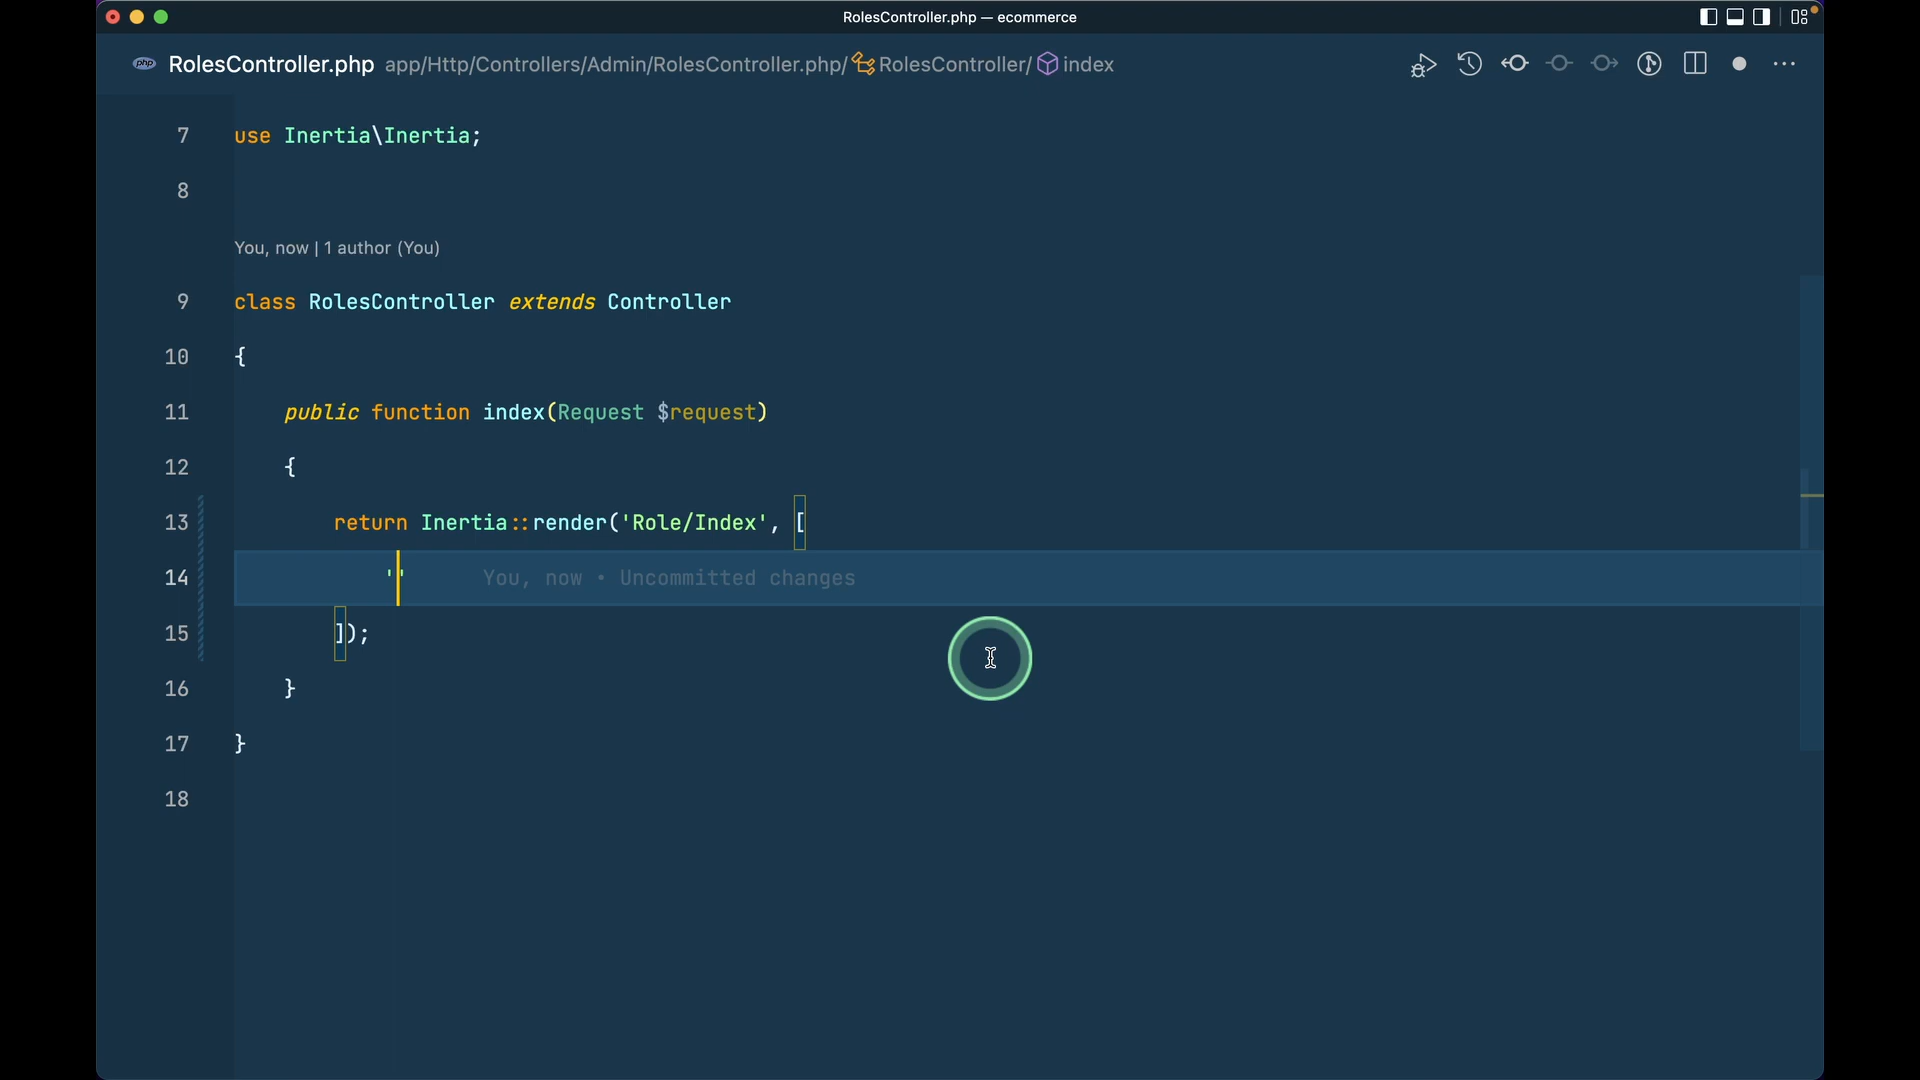 RolesController.php — ecommerce
php RolesController.php app/Http/Controllers/Admin/RolesController.php/ RolesController/ index
7 use Inertia\Inertia;
8
You, now | 1 author (You)
9 class RolesController extends Controller
10 {
11 public function index(Request $request)
12 {
13 return Inertia::render('Role/Index', [
14 '' You, now • Uncommitted changes
15 ]);
16 }
17 }
18